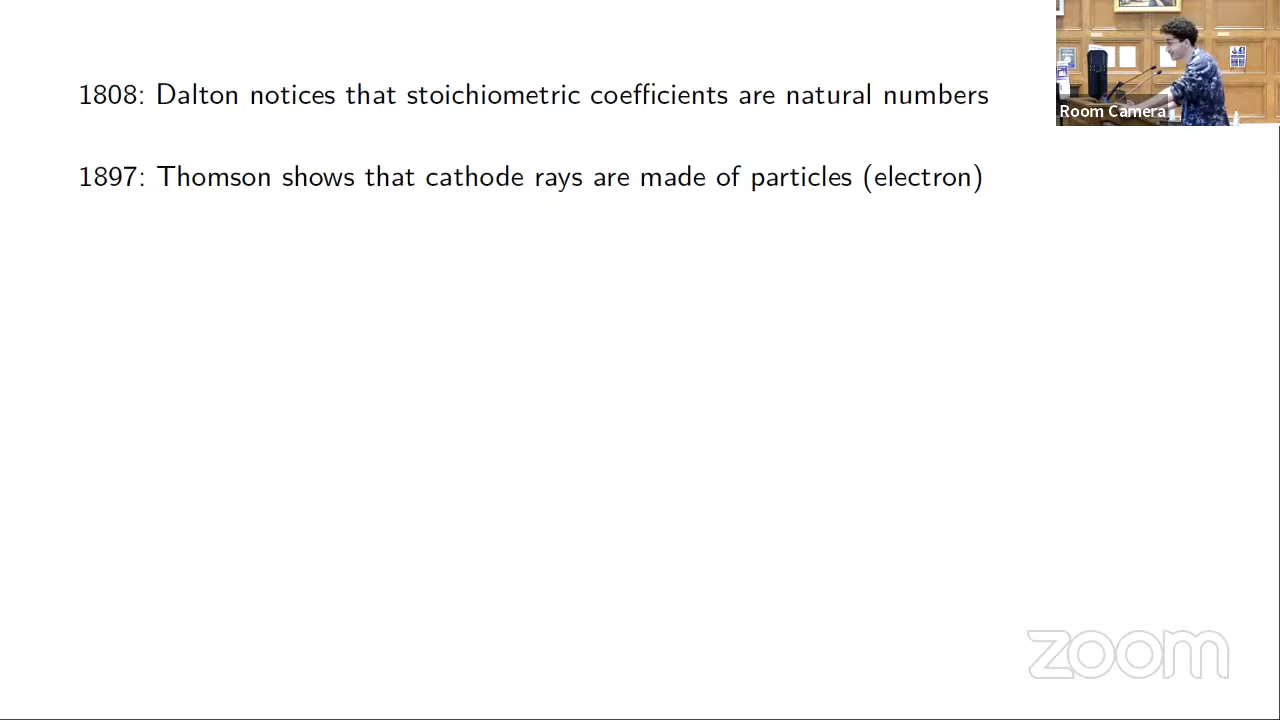 1808: Dalton notices that stoichiometric coefficients are natural numbers
Room Camera
1897: Thomson shows that cathode rays are made of particles (electron)
zoom